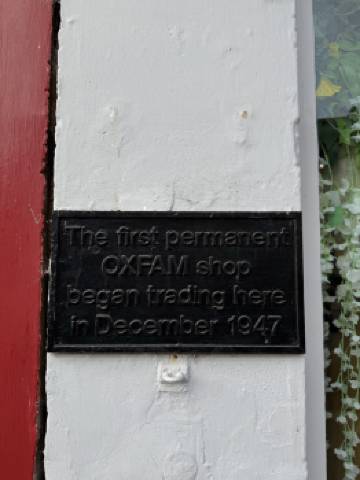 The first permanent
OXFAM shop
began trading here
in December 1947